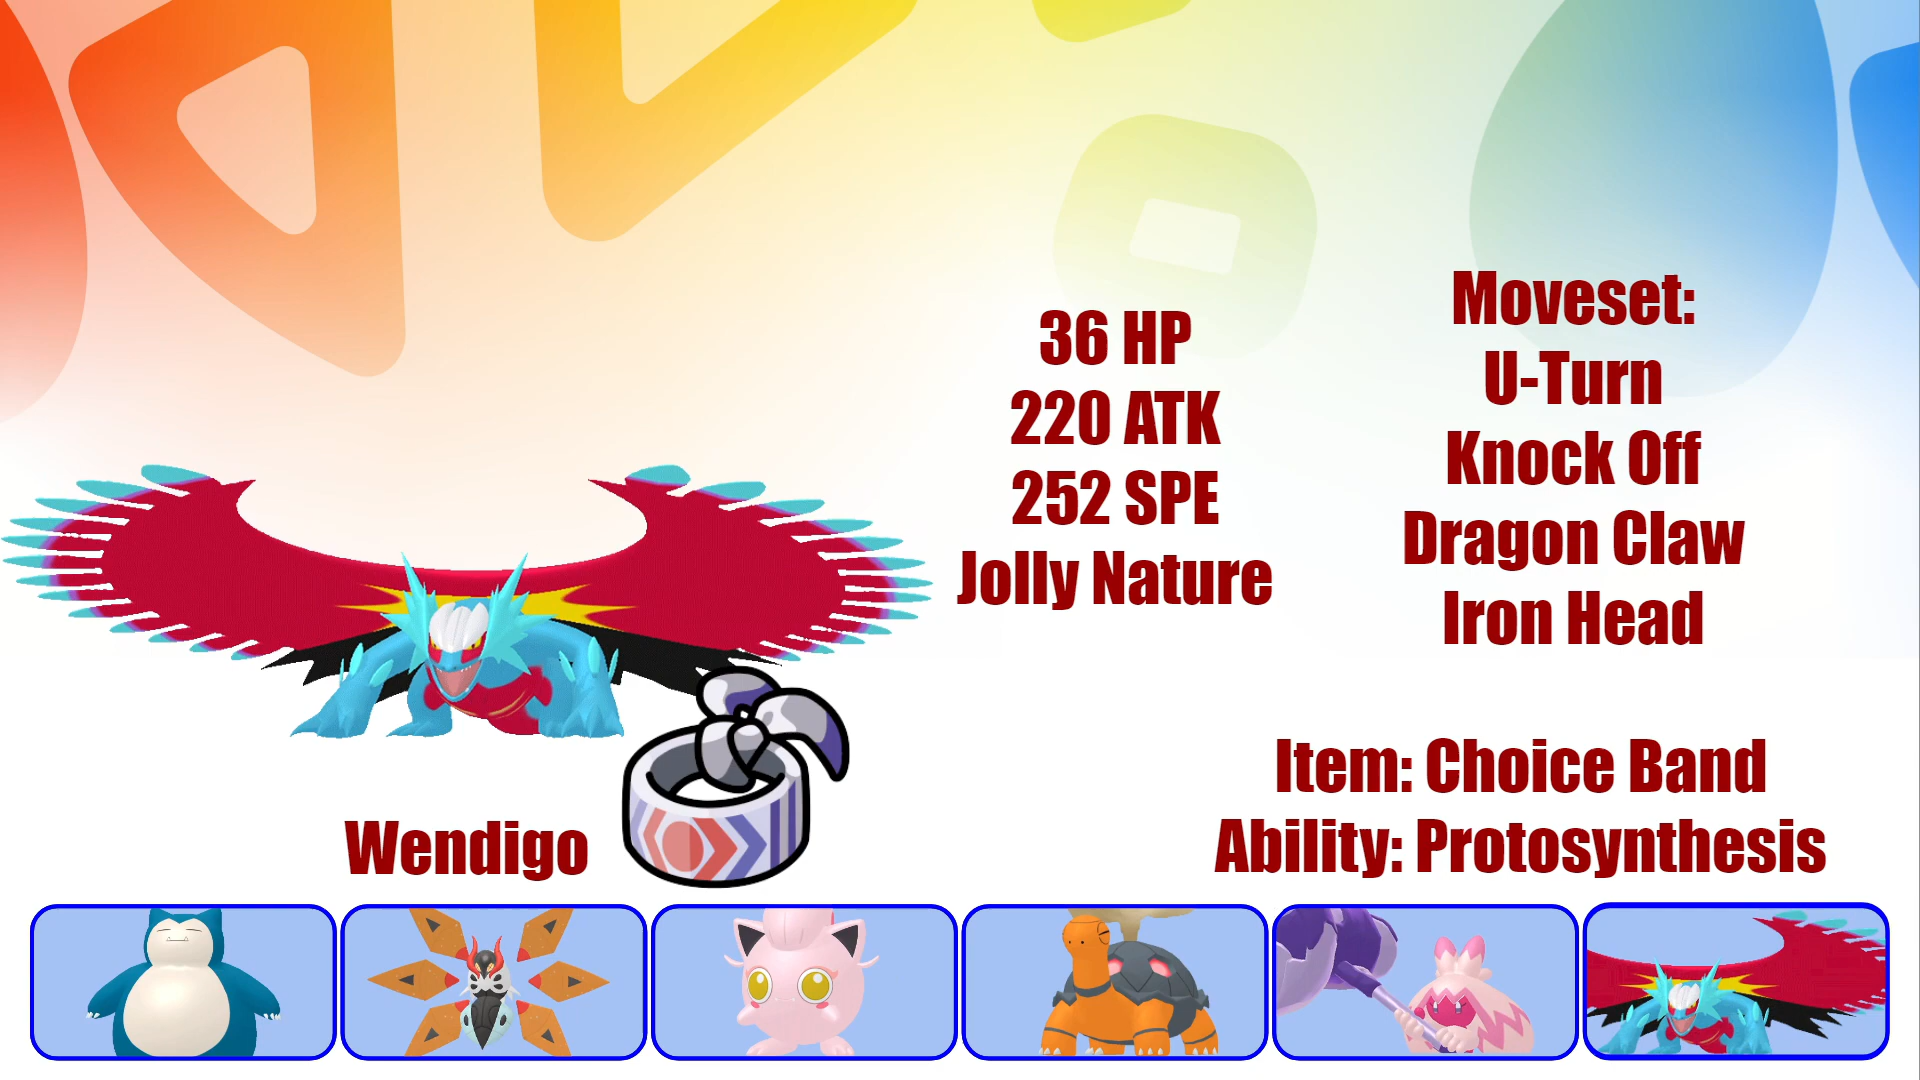 36 HP
220 ATK
252 SPE
Jolly Nature
Moveset:
U-Turn
Knock Off
Dragon Claw
Iron Head
Item: Choice Band
Ability: Protosynthesis
Wendigo